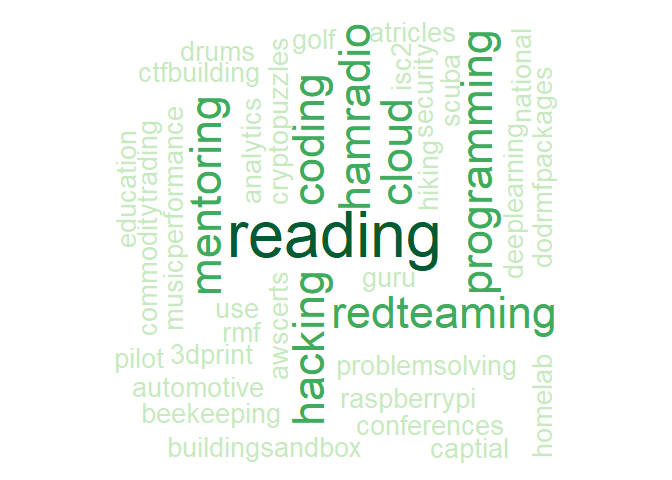 golf
atricles
drums
ctfbuilding
cryptopuzzles
isc2
security
scuba
national
programming
hamradio
coding
cloud
mentoring
analytics
hiking
deeplearning
dodrmfpackages
education
commoditytrading
musicperformance
reading
guru
hacking
awscerts
use
redteaming
rmf
pilot
3dprint
problemsolving
automotive
raspberrypi
homelab
beekeeping
conferences
buildingsandbox
captial